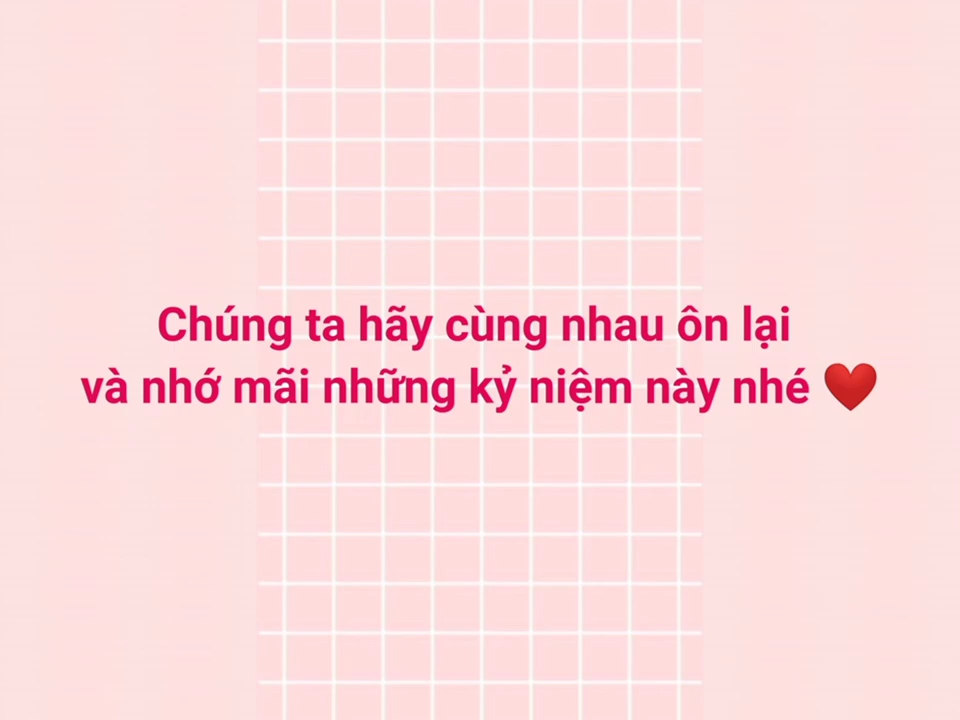 Chúng ta hãy cùng nhau ôn lại
và nhớ mãi những kỷ niệm này nhé ❤️